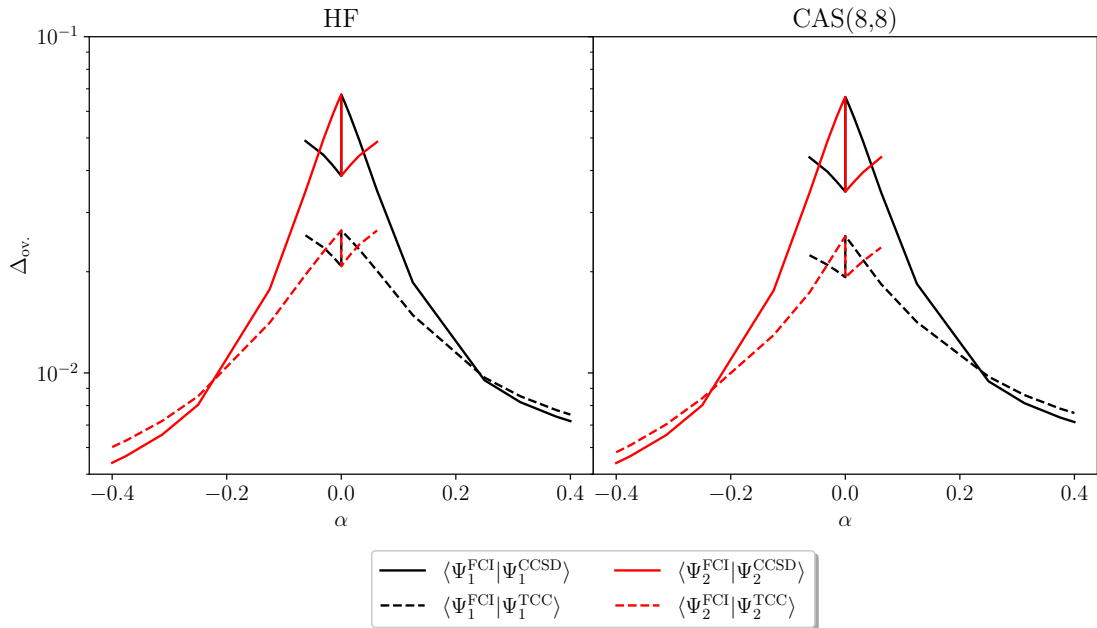 HF CAS(8,8)
10⁻¹
10⁻²
Δov.
−0.4 −0.2 0.0 0.2 0.4 −0.4 −0.2 0.0 0.2 0.4
α α
⟨Ψ₁^FCI|Ψ₁^CCSD⟩ ⟨Ψ₂^FCI|Ψ₂^CCSD⟩
⟨Ψ₁^FCI|Ψ₁^TCC⟩ ⟨Ψ₂^FCI|Ψ₂^TCC⟩